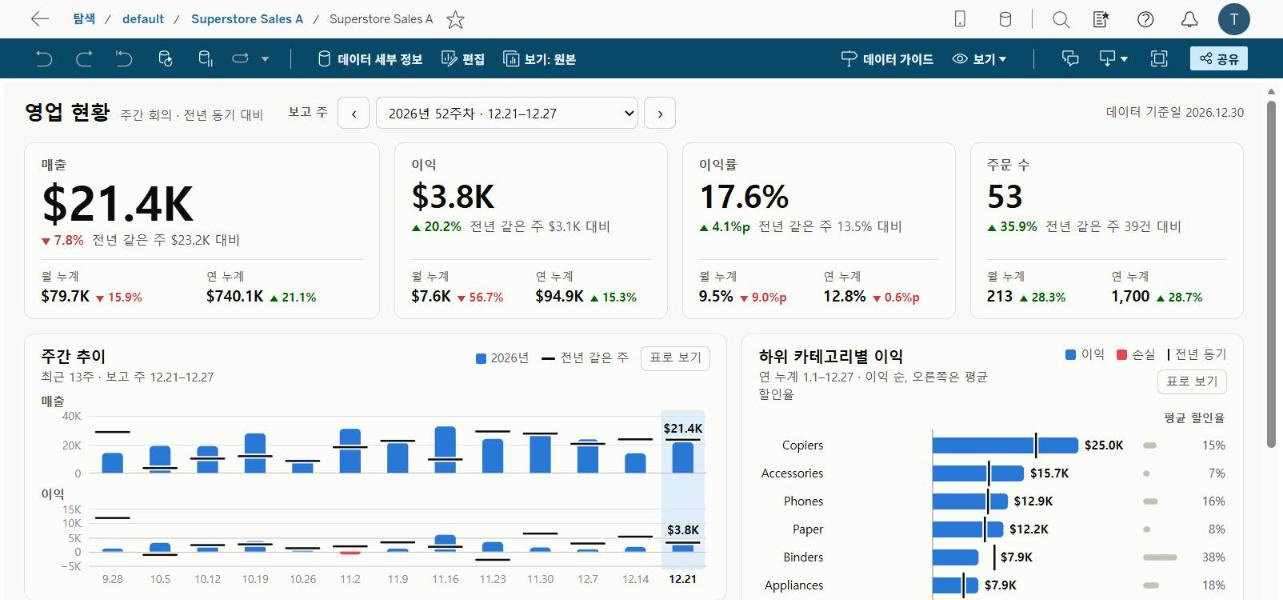 탐색 / default / Superstore Sales A / Superstore Sales A
T
데이터 세부 정보 편집 보기: 원본 데이터 가이드 보기 공유
영업 현황 주간 회의 · 전년 동기 대비 보고 주 ‹ 2026년 52주차 · 12.21–12.27 › 데이터 기준일 2026.12.30
매출
$21.4K
▼ 7.8% 전년 같은 주 $23.2K 대비
월 누계 연 누계
$79.7K ▼ 15.9% $740.1K ▲ 21.1%
이익
$3.8K
▲ 20.2% 전년 같은 주 $3.1K 대비
월 누계 연 누계
$7.6K ▼ 56.7% $94.9K ▲ 15.3%
이익률
17.6%
▲ 4.1%p 전년 같은 주 13.5% 대비
월 누계 연 누계
9.5% ▼ 9.0%p 12.8% ▼ 0.6%p
주문 수
53
▲ 35.9% 전년 같은 주 39건 대비
월 누계 연 누계
213 ▲ 28.3% 1,700 ▲ 28.7%
주간 추이 2026년 전년 같은 주 표로 보기
최근 13주 · 보고 주 12.21–12.27
매출
40K
20K
0
$21.4K
이익
15K
10K
5K
0
−5K
$3.8K
9.28 10.5 10.12 10.19 10.26 11.2 11.9 11.16 11.23 11.30 12.7 12.14 12.21
하위 카테고리별 이익 이익 손실 전년 동기
연 누계 1.1–12.27 · 이익 순, 오른쪽은 평균
할인율
표로 보기
평균 할인율
Copiers $25.0K 15%
Accessories $15.7K 7%
Phones $12.9K 16%
Paper $12.2K 8%
Binders $7.9K 38%
Appliances $7.9K 18%